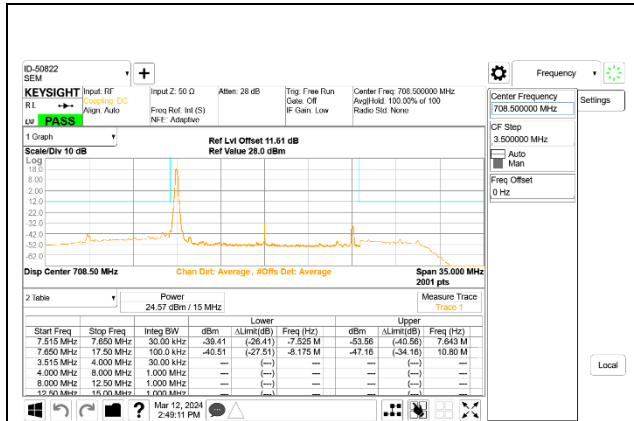 ID-50822
SEM
Frequency
KEYSIGHT Input: RF Input Z: 50 Ω Atten: 28 dB Trig: Free Run Center Freq: 708.500000 MHz
Coupling: DC Gate: Off Avg|Hold: 100.00% of 100
R L Align: Auto Freq Ref: Int (S) IF Gain: Low Radio Std: None
NFE: Adaptive
PASS
Center Frequency
708.500000 MHz
Settings
CF Step
3.600000 MHz
Auto
Man
Freq Offset
0 Hz
1 Graph
Ref Lvl Offset 11.61 dB
Scale/Div 10 dB Ref Value 28.0 dBm
Log
18.0
8.00
2.00
-12.0
-22.0
-32.0
-42.0
-52.0
-62.0
Disp Center 708.50 MHz Chan Det: Average , #Offs Det: Average Span 35.000 MHz
2001 pts
2 Table Power Measure Trace
24.57 dBm / 15 MHz Trace 1
Lower Upper
Start Freq Stop Freq Integ BW dBm ΔLimit(dB) Freq (Hz) dBm ΔLimit(dB) Freq (Hz)
7.515 MHz 7.650 MHz 30.00 kHz -39.41 (-26.41) -7.525 M -53.56 (-40.56) 7.643 M
7.650 MHz 17.50 MHz 100.0 kHz -40.51 (-27.51) -8.175 M -47.16 (-34.16) 10.80 M
3.515 MHz 4.000 MHz 30.00 kHz --- (---) --- --- (---) ---
4.000 MHz 8.000 MHz 1.000 MHz --- (---) --- --- (---) ---
8.000 MHz 12.50 MHz 1.000 MHz --- (---) --- --- (---) ---
12.50 MHz 15.00 MHz 1.000 MHz --- (---) --- --- (---) ---
Local
Mar 12, 2024
2:49:11 PM